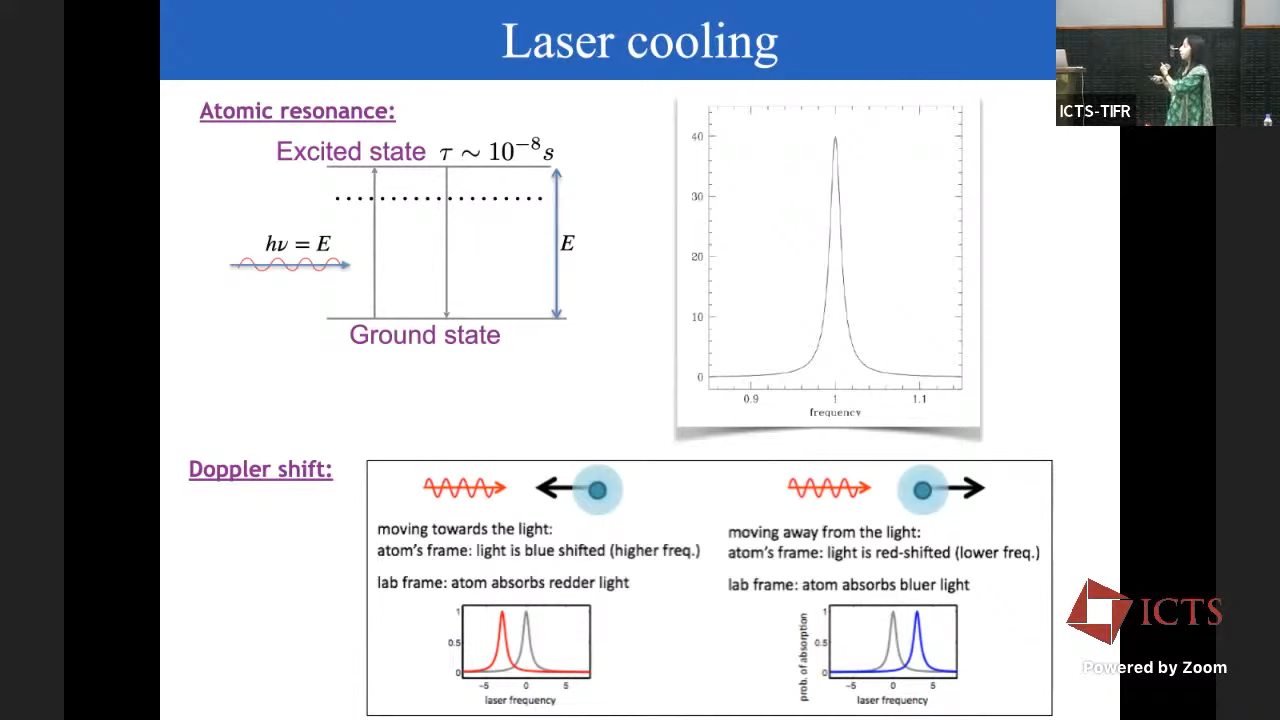 Laser cooling
ICTS-TIFR
Atomic resonance:
Excited state τ ∼ 10⁻⁸ s
hν = E
E
Ground state
40
30
20
10
0
0.9 1 1.1
frequency
Doppler shift:
moving towards the light:
atom's frame: light is blue shifted (higher freq.)
lab frame: atom absorbs redder light
1
0.5
0
-5 0 5
laser frequency
moving away from the light:
atom's frame: light is red-shifted (lower freq.)
lab frame: atom absorbs bluer light
prob. of absorption
1
0.5
0
-5 0 5
laser frequency
ICTS
Powered by Zoom